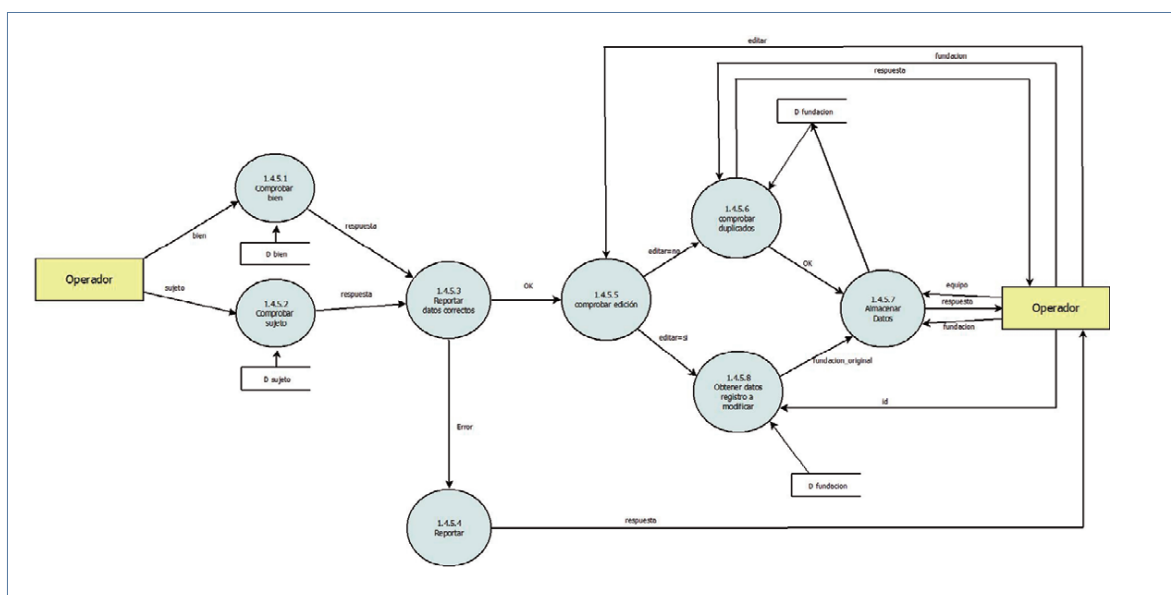 editar
fundacion
respuesta
D fundacion
1.4.5.1
Comprobar
bien
respuesta
bien
D bien
Operador
sujeto
1.4.5.2
Comprobar
sujeto
respuesta
D sujeto
1.4.5.3
Reportar
datos correctos
OK
Error
1.4.5.4
Reportar
respuesta
1.4.5.5
comprobar edición
editar=no
editar=si
1.4.5.6
comprobar
duplicados
OK
1.4.5.7
Almacenar
Datos
equipo
respuesta
fundacion
Operador
fundacion_original
1.4.5.8
Obtener datos
registro a
modificar
id
D fundacion